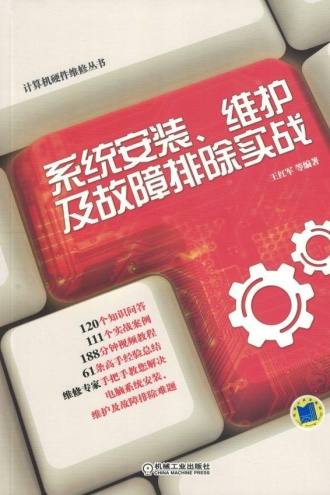 计算机硬件维修丛书
系统安装、维护
及故障排除实战
王红军 等编著
120个知识问答
111个实战案例
188分钟视频教程
61条高手经验总结
维修专家手把手教您解决
电脑系统安装、
维护及故障排除难题
机械工业出版社
CHINA MACHINE PRESS